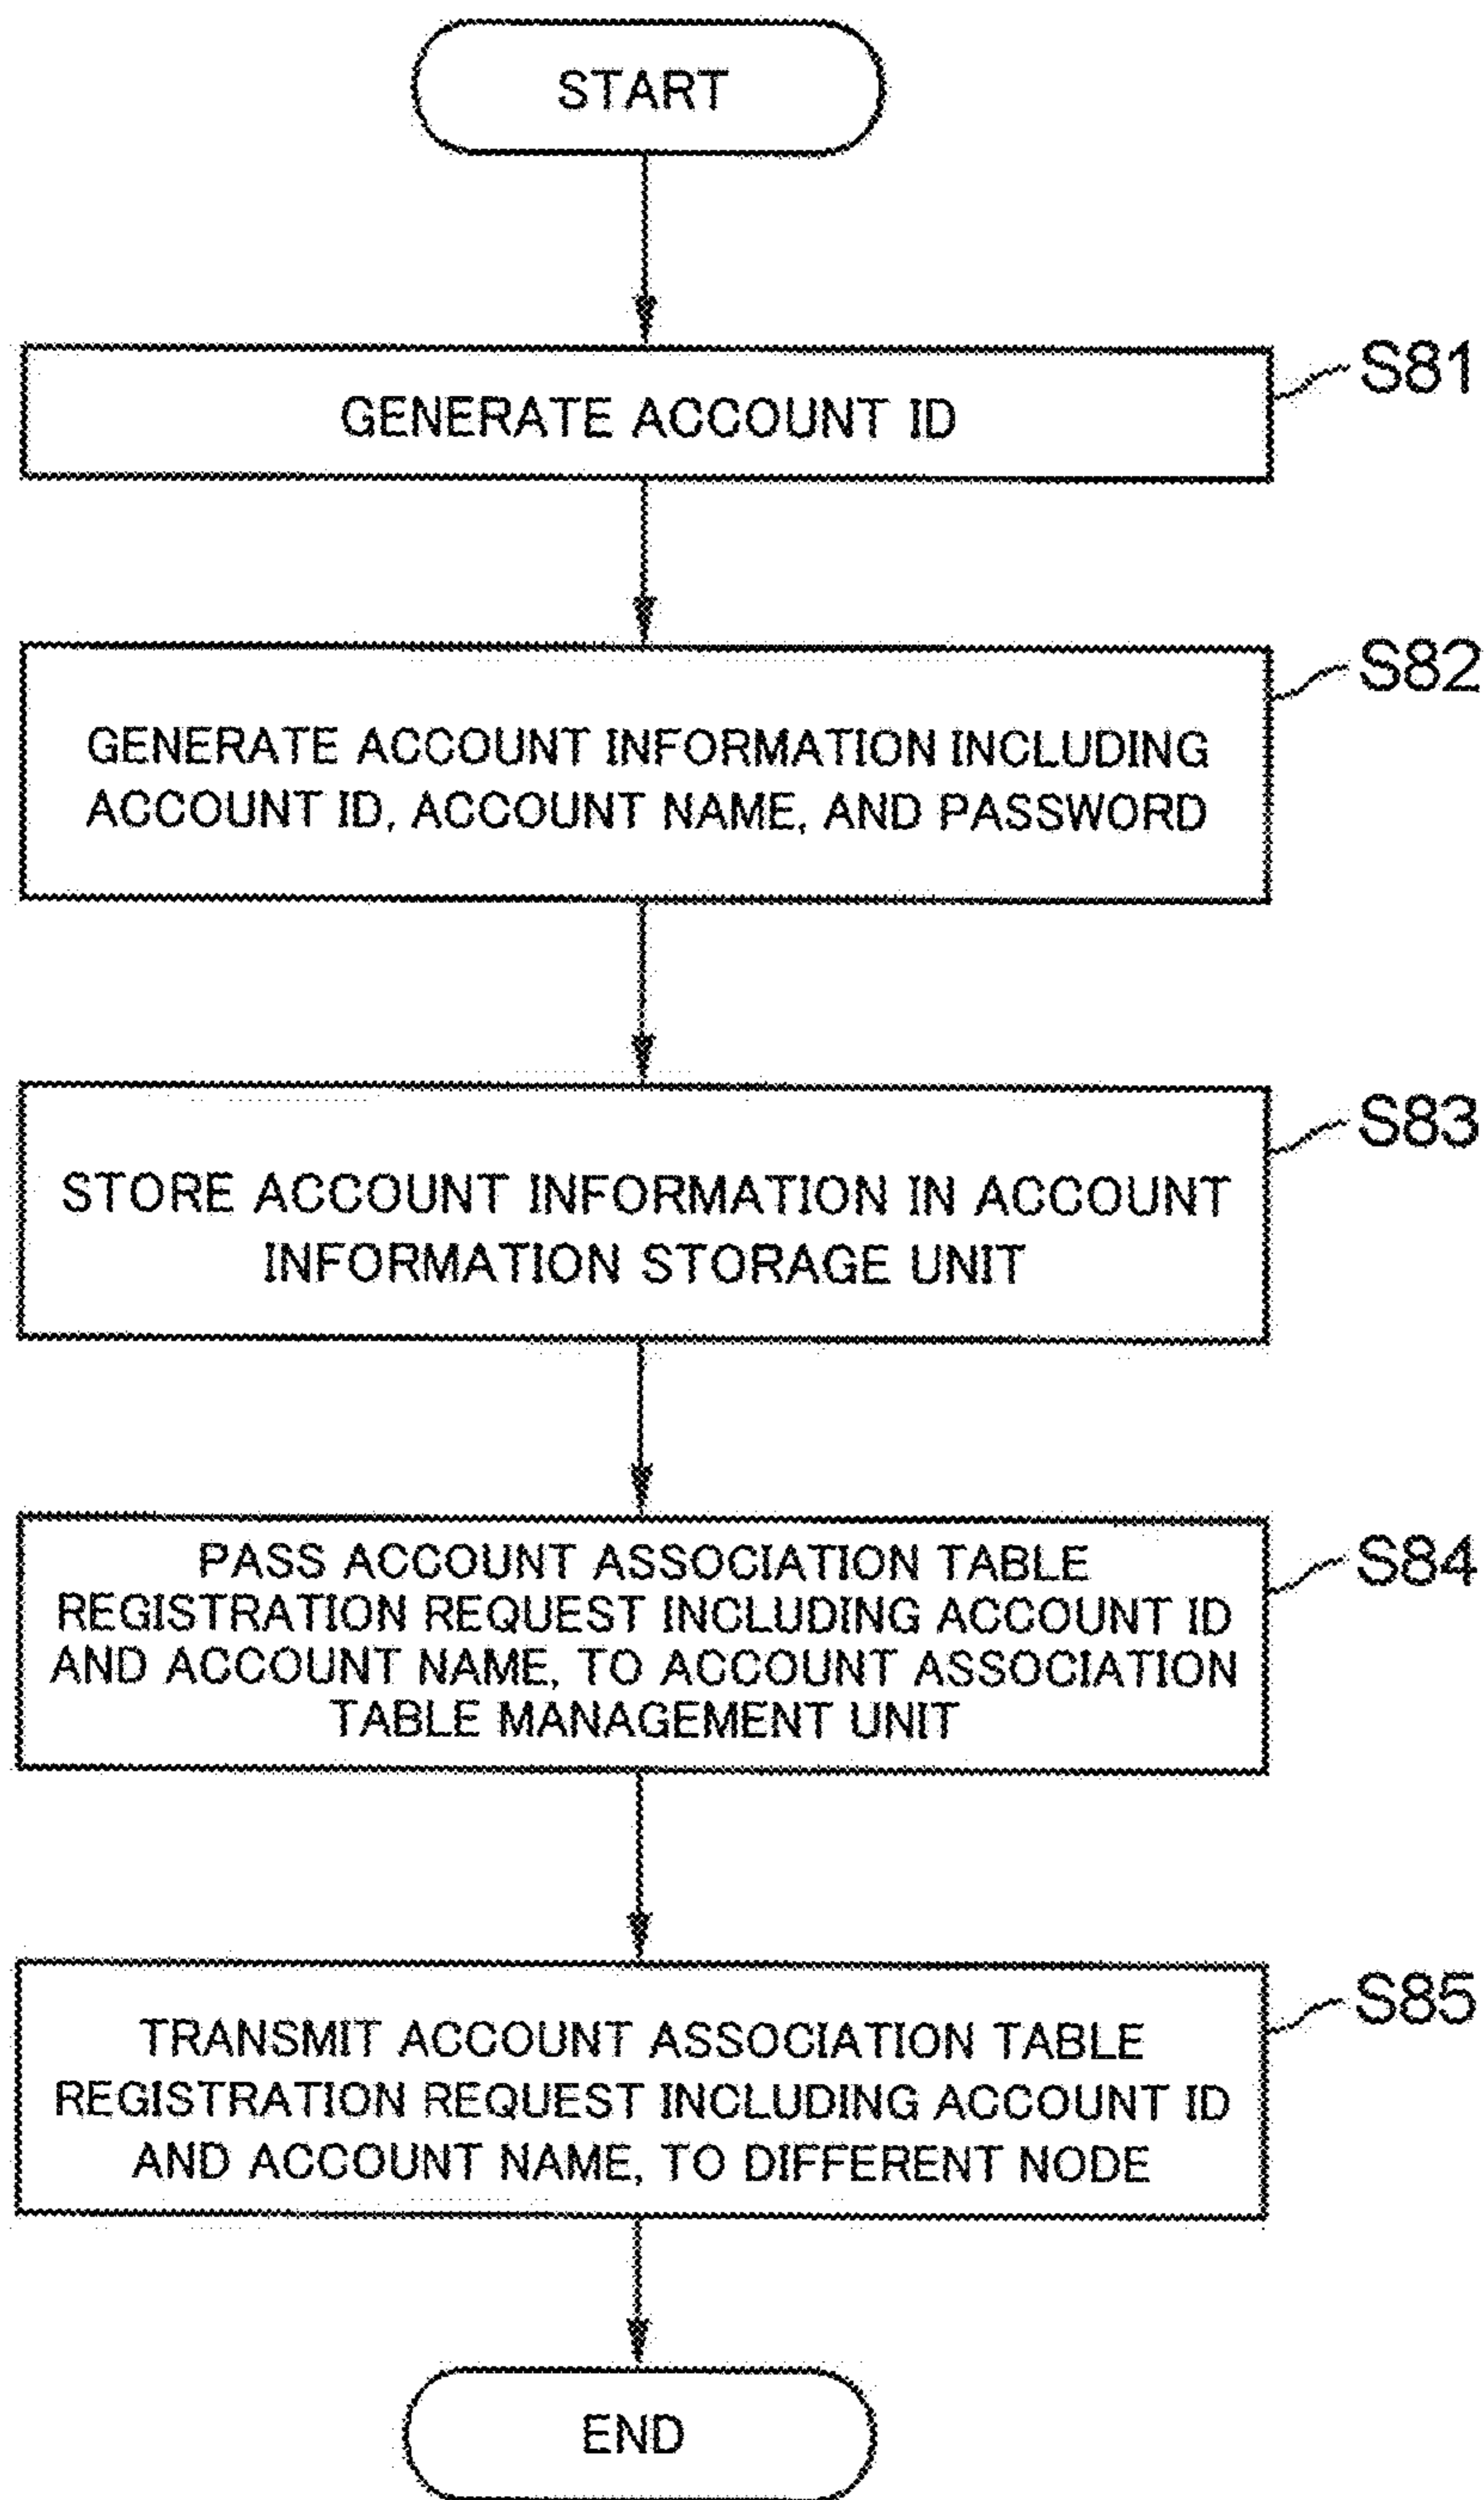 START
S81
GENERATE ACCOUNT ID
S82
GENERATE ACCOUNT INFORMATION INCLUDING
ACCOUNT ID, ACCOUNT NAME, AND PASSWORD
S83
STORE ACCOUNT INFORMATION IN ACCOUNT
INFORMATION STORAGE UNIT
S84
PASS ACCOUNT ASSOCIATION TABLE
REGISTRATION REQUEST INCLUDING ACCOUNT ID
AND ACCOUNT NAME, TO ACCOUNT ASSOCIATION
TABLE MANAGEMENT UNIT
S85
TRANSMIT ACCOUNT ASSOCIATION TABLE
REGISTRATION REQUEST INCLUDING ACCOUNT ID
AND ACCOUNT NAME, TO DIFFERENT NODE
END